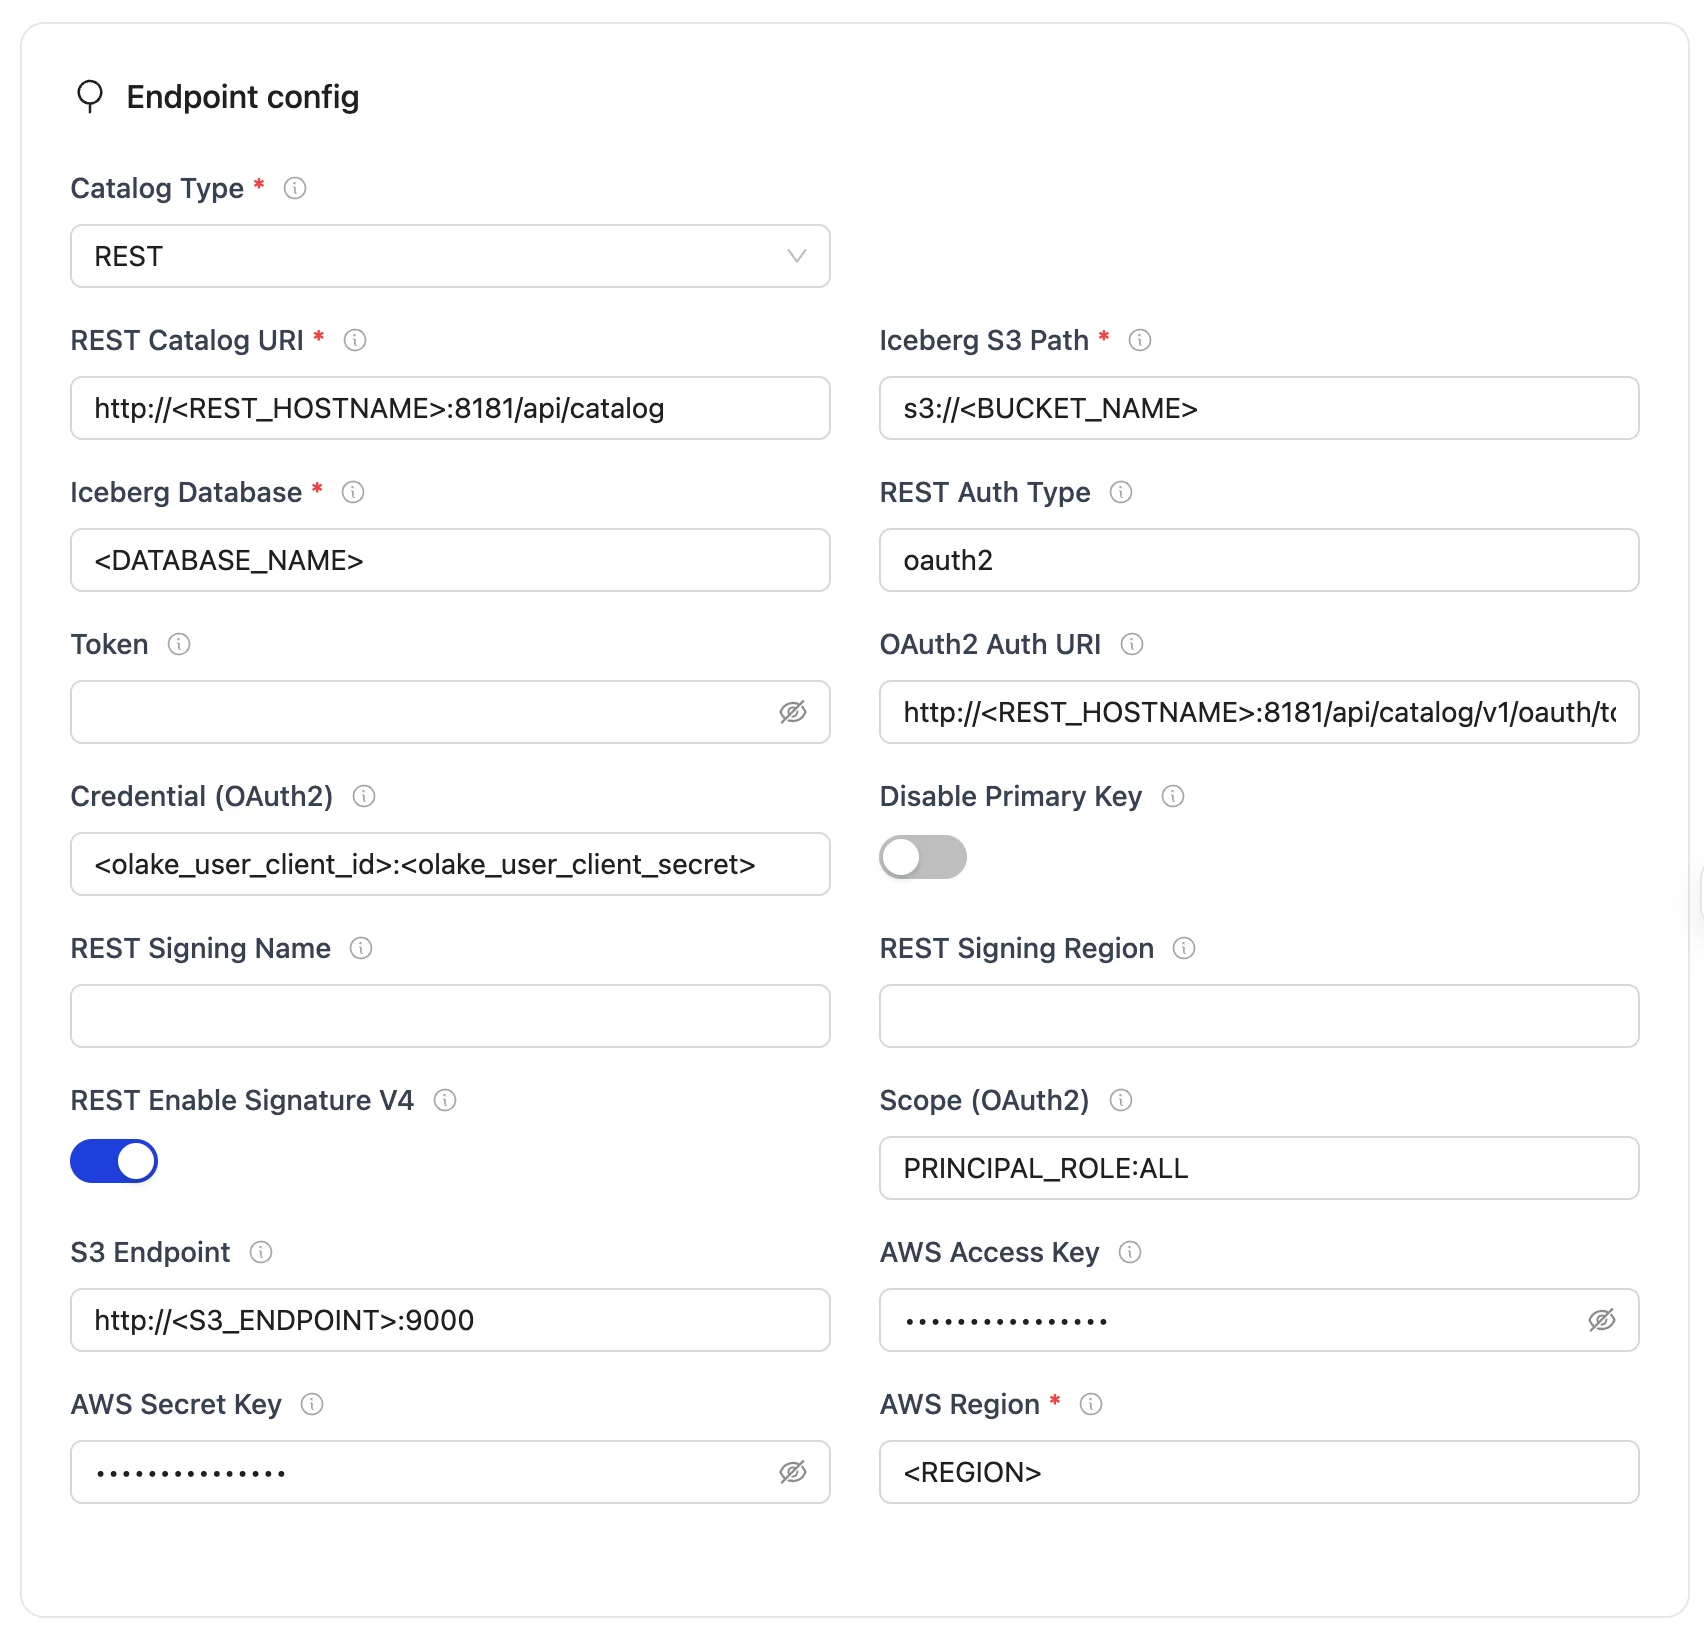 Endpoint config
Catalog Type *
REST
REST Catalog URI *
Iceberg S3 Path *
http://<REST_HOSTNAME>:8181/api/catalog
s3://<BUCKET_NAME>
Iceberg Database *
REST Auth Type
<DATABASE_NAME>
oauth2
Token
OAuth2 Auth URI
http://<REST_HOSTNAME>:8181/api/catalog/v1/oauth/to
Credential (OAuth2)
Disable Primary Key
<olake_user_client_id>:<olake_user_client_secret>
REST Signing Name
REST Signing Region
REST Enable Signature V4
Scope (OAuth2)
PRINCIPAL_ROLE:ALL
S3 Endpoint
AWS Access Key
http://<S3_ENDPOINT>:9000
••••••••••••••••
AWS Secret Key
AWS Region *
•••••••••••••••
<REGION>